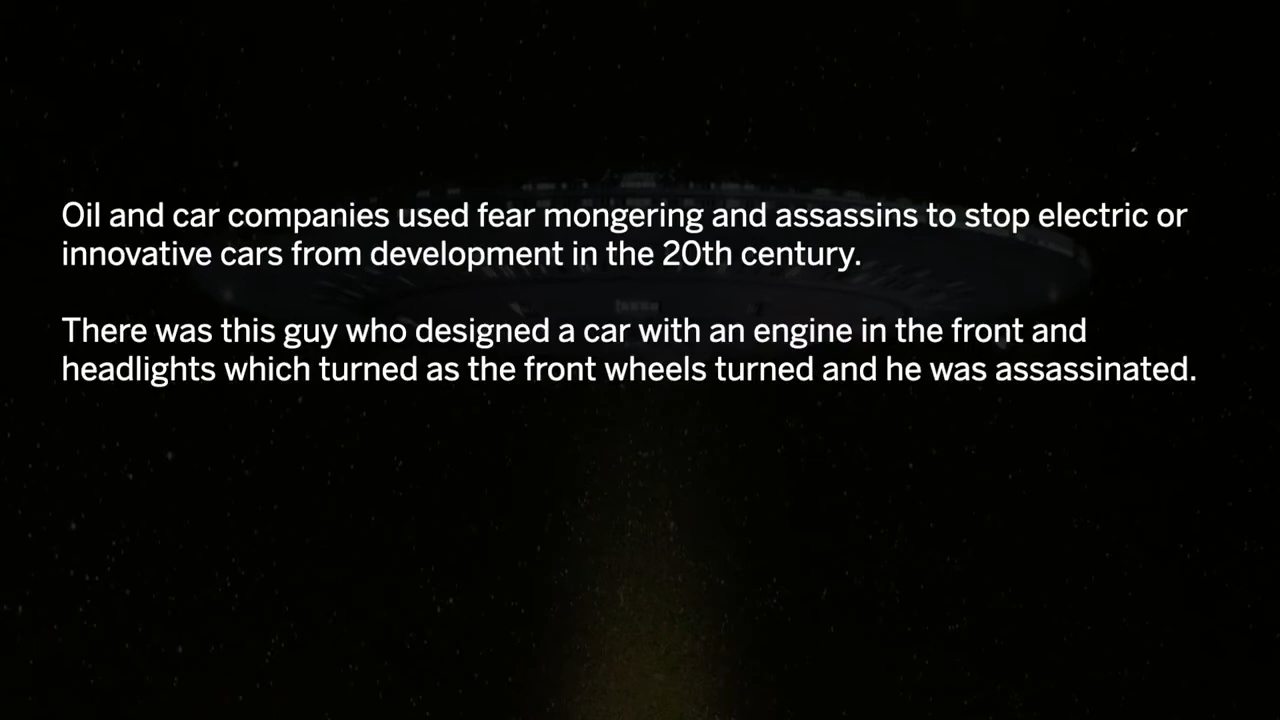 Oil and car companies used fear mongering and assassins to stop electric or
innovative cars from development in the 20th century.
There was this guy who designed a car with an engine in the front and
headlights which turned as the front wheels turned and he was assassinated.